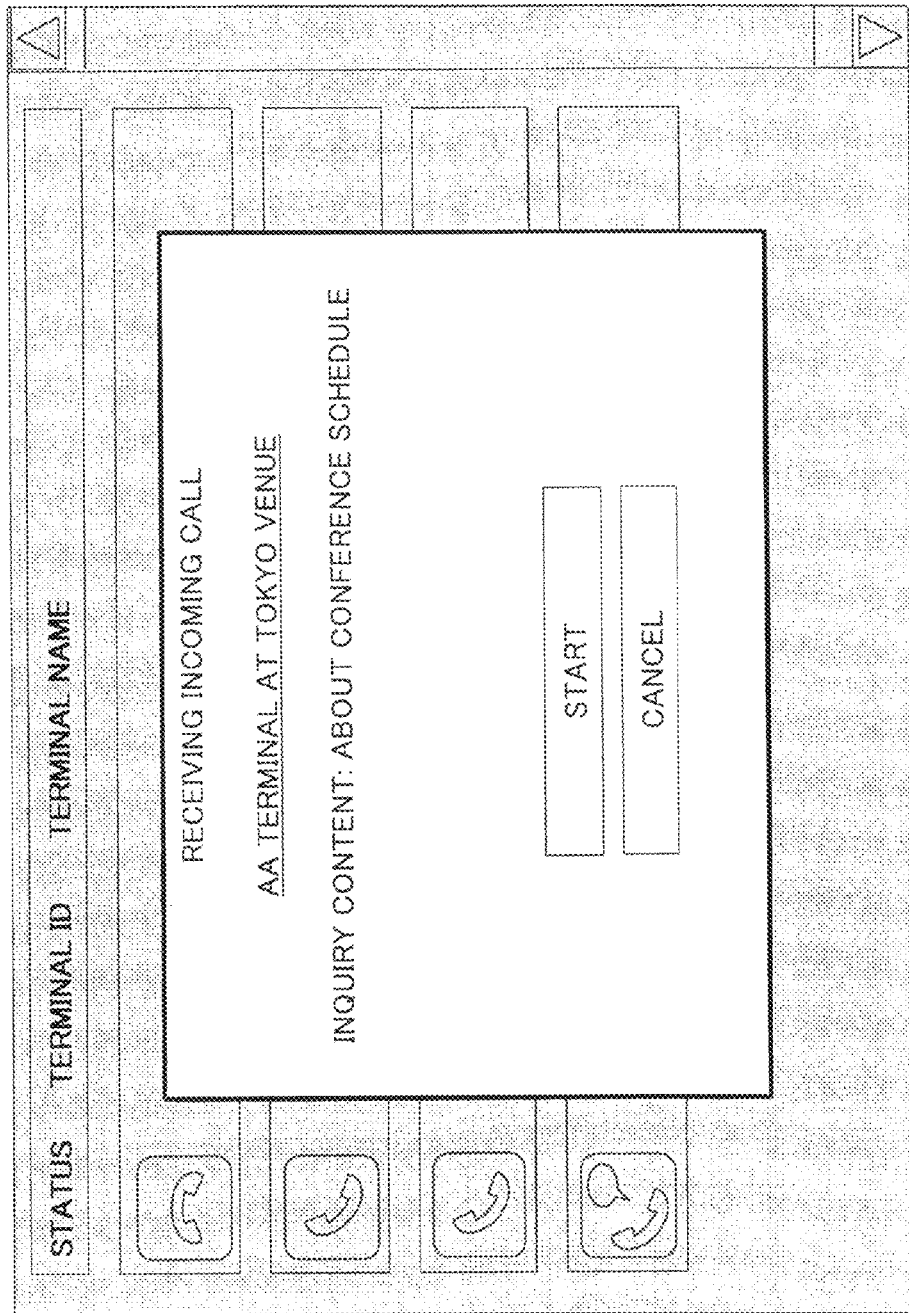 STATUS TERMINAL ID TERMINAL NAME
RECEIVING INCOMING CALL
AA TERMINAL AT TOKYO VENUE
INQUIRY CONTENT: ABOUT CONFERENCE SCHEDULE
START
CANCEL